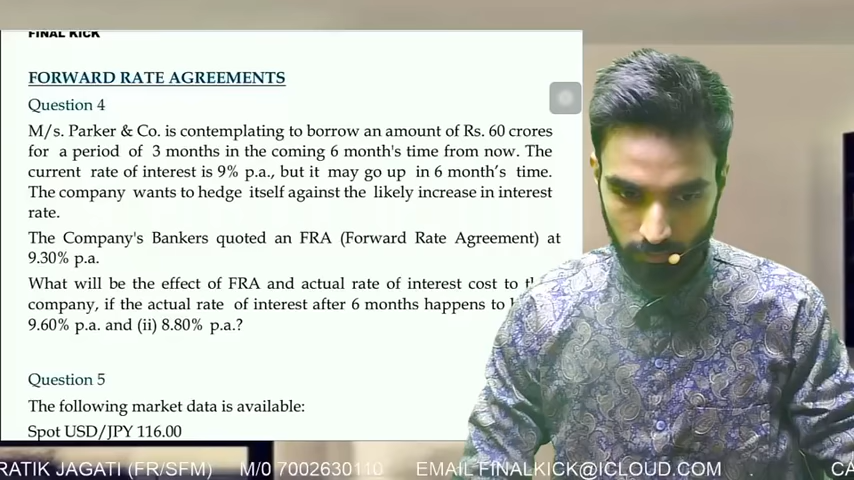 FINAL KICK
FORWARD RATE AGREEMENTS
Question 4
M/s. Parker & Co. is contemplating to borrow an amount of Rs. 60 crores
for a period of 3 months in the coming 6 month's time from now. The
current rate of interest is 9% p.a., but it may go up in 6 month's time.
The company wants to hedge itself against the likely increase in interest
rate.
The Company's Bankers quoted an FRA (Forward Rate Agreement) at
9.30% p.a.
What will be the effect of FRA and actual rate of interest cost to
company, if the actual rate of interest after 6 months happens to
9.60% p.a. and (ii) 8.80% p.a.?
Question 5
The following market data is available:
Spot USD/JPY 116.00
RATIK JAGATI (FR/SFM) M/0 7002630110 EMAIL FINALKICK@ICLOUD.COM . CA